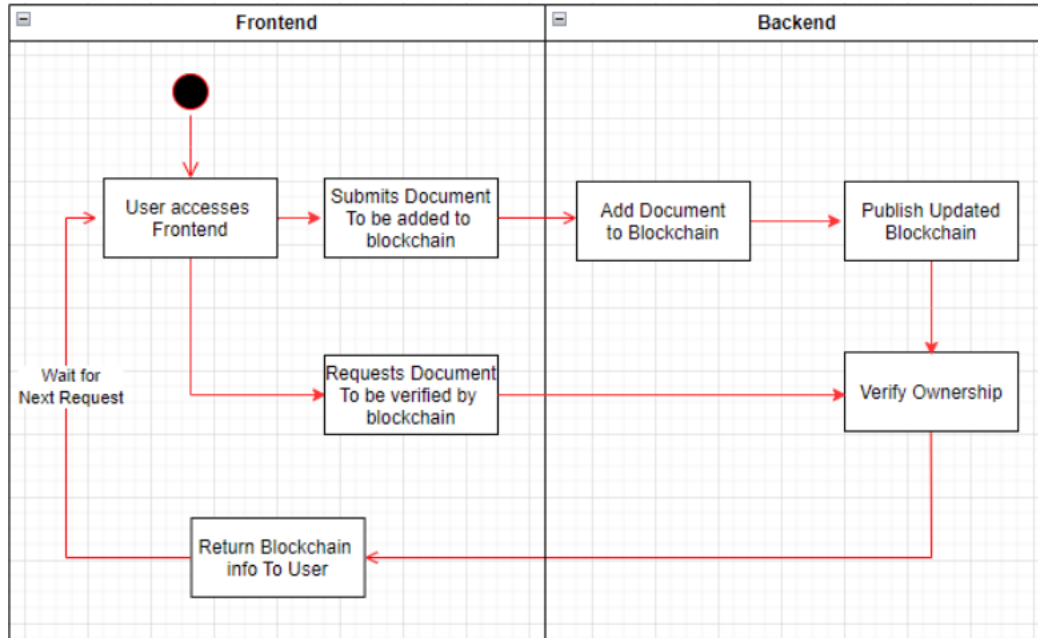 Frontend
Backend
User accesses
Frontend
Submits Document
To be added to
blockchain
Add Document
to Blockchain
Publish Updated
Blockchain
Wait for
Next Request
Requests Document
To be verified by
blockchain
Verify Ownership
Return Blockchain
info To User